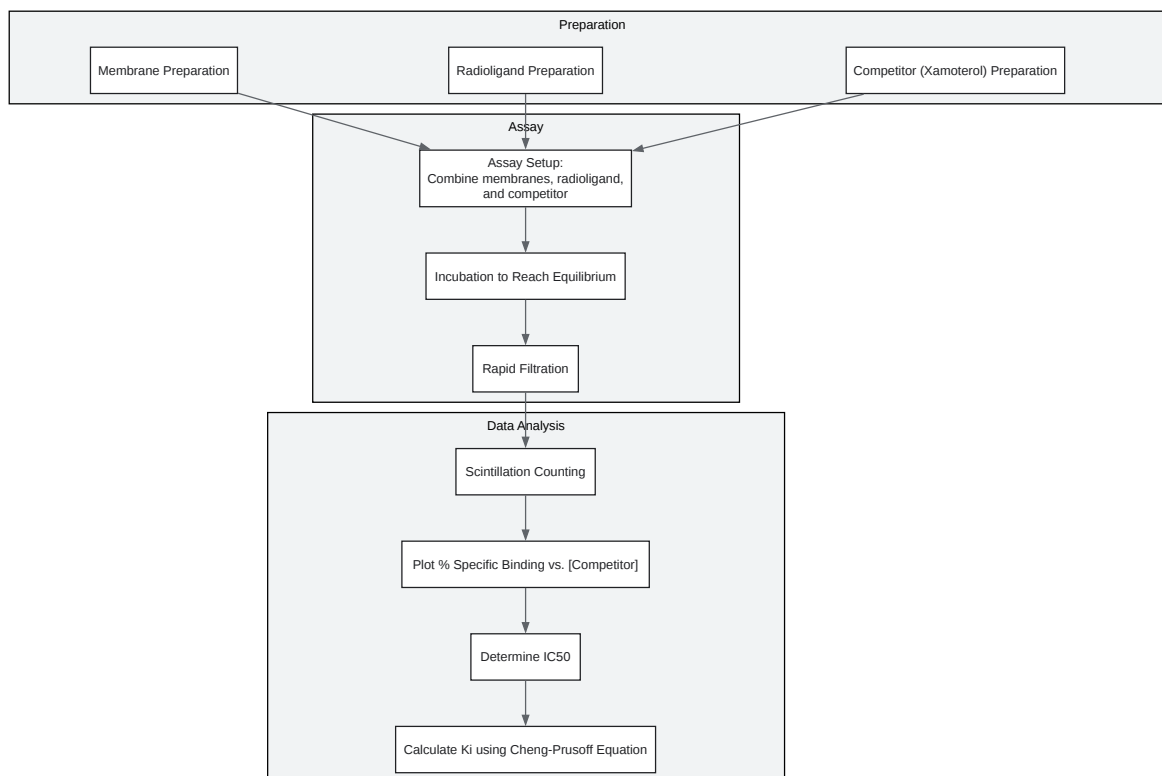 Preparation
Membrane Preparation
Radioligand Preparation
Competitor (Xamoterol) Preparation
Assay
Assay Setup:
Combine membranes, radioligand,
and competitor
Incubation to Reach Equilibrium
Rapid Filtration
Data Analysis
Scintillation Counting
Plot % Specific Binding vs. [Competitor]
Determine IC50
Calculate Ki using Cheng-Prusoff Equation